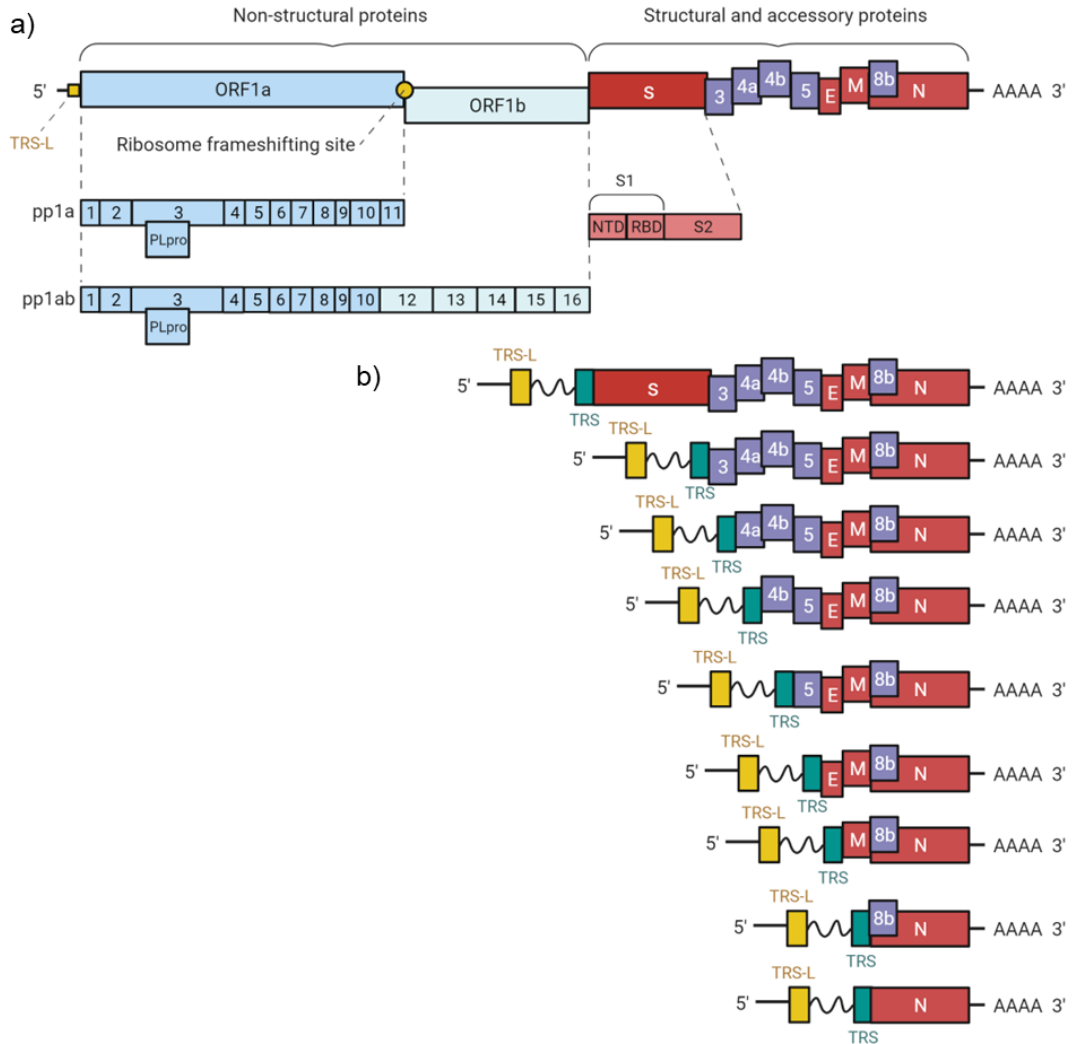 a)
Non-structural proteins
Structural and accessory proteins
5' ORF1a ORF1b S 3 4a 4b 5 E M 8b N AAAA 3'
TRS-L
Ribosome frameshifting site
S1
pp1a 1 2 3 4 5 6 7 8 9 10 11
PLpro
NTD RBD S2
pp1ab 1 2 3 4 5 6 7 8 9 10 12 13 14 15 16
PLpro
b)
TRS-L
5' S 3 4a 4b 5 E M 8b N AAAA 3'
TRS
TRS-L
5' 3 4a 4b 5 E M 8b N AAAA 3'
TRS
TRS-L
5' 4a 4b 5 E M 8b N AAAA 3'
TRS
TRS-L
5' 4b 5 E M 8b N AAAA 3'
TRS
TRS-L
5' 5 E M 8b N AAAA 3'
TRS
TRS-L
5' E M 8b N AAAA 3'
TRS
TRS-L
5' M 8b N AAAA 3'
TRS
TRS-L
5' 8b N AAAA 3'
TRS
TRS-L
5' N AAAA 3'
TRS